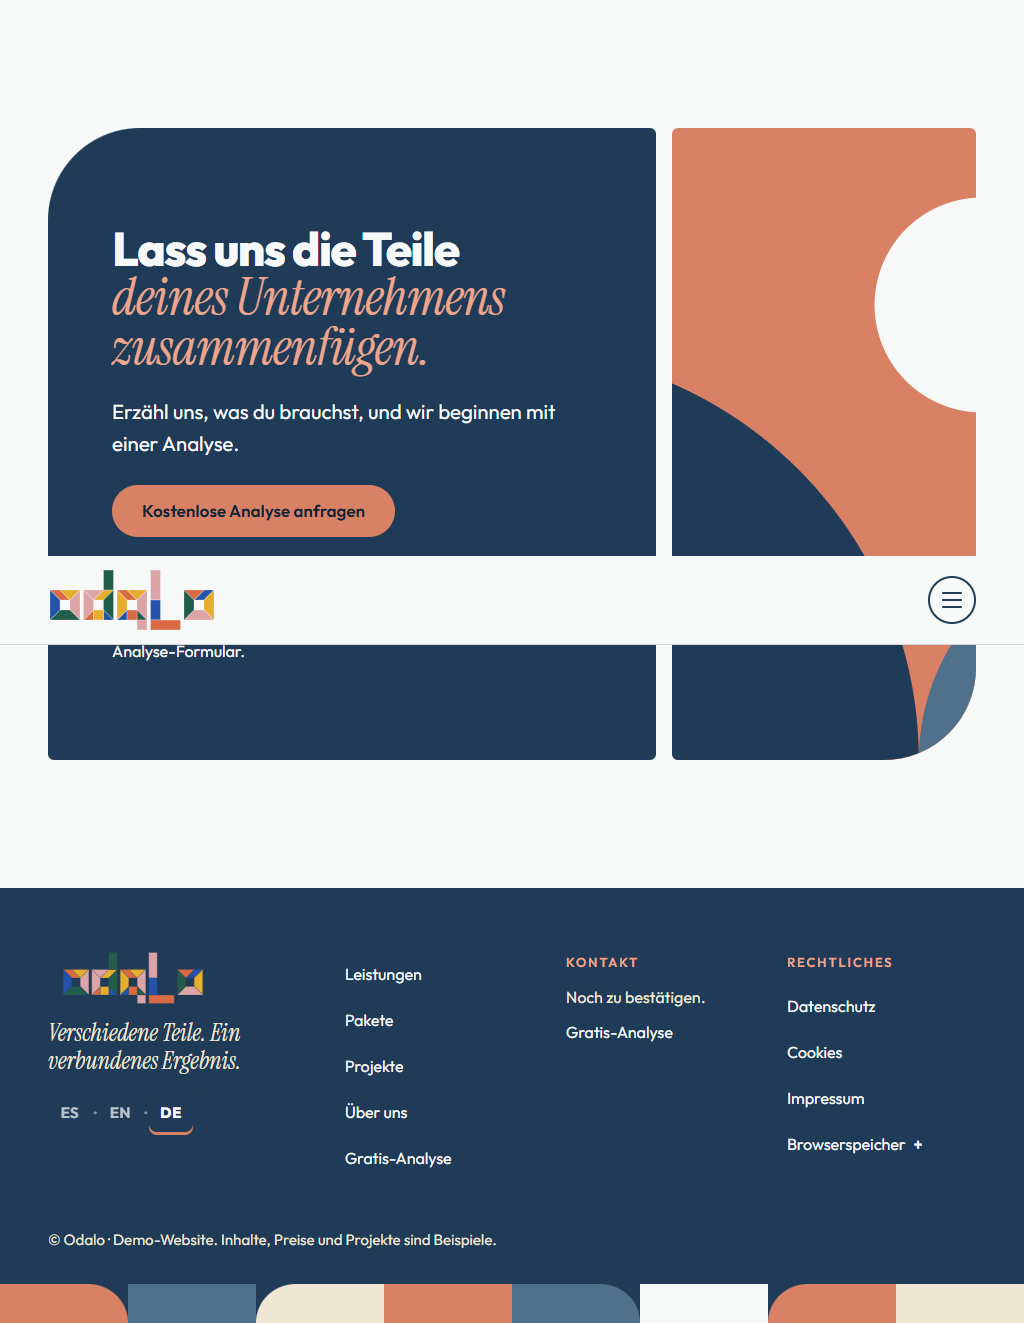 Lass uns die Teile
deines Unternehmens
zusammenfügen.
Erzähl uns, was du brauchst, und wir beginnen mit
einer Analyse.
Kostenlose Analyse anfragen
odalo
Analyse-Formular.
odalo
Verschiedene Teile. Ein
verbundenes Ergebnis.
ES · EN · DE
Leistungen
Pakete
Projekte
Über uns
Gratis-Analyse
KONTAKT
Noch zu bestätigen.
Gratis-Analyse
RECHTLICHES
Datenschutz
Cookies
Impressum
Browserspeicher +
© Odalo · Demo-Website. Inhalte, Preise und Projekte sind Beispiele.